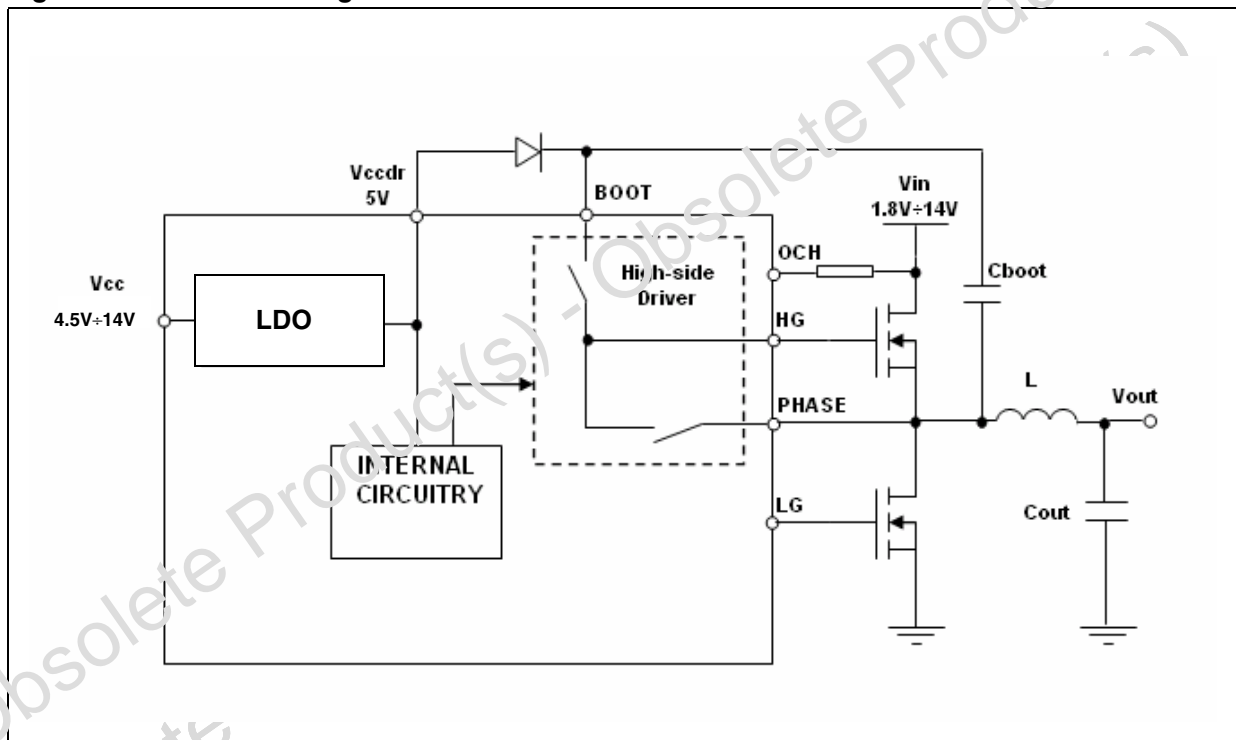 Vccdr
5V
BOOT
Vin
1.8V÷14V
OCH
High-side
Driver
Cboot
Vcc
4.5V÷14V
LDO
HG
L
Vout
PHASE
INTERNAL
CIRCUITRY
LG
Cout
Obsolete Product(s) - Obsolete Product(s)